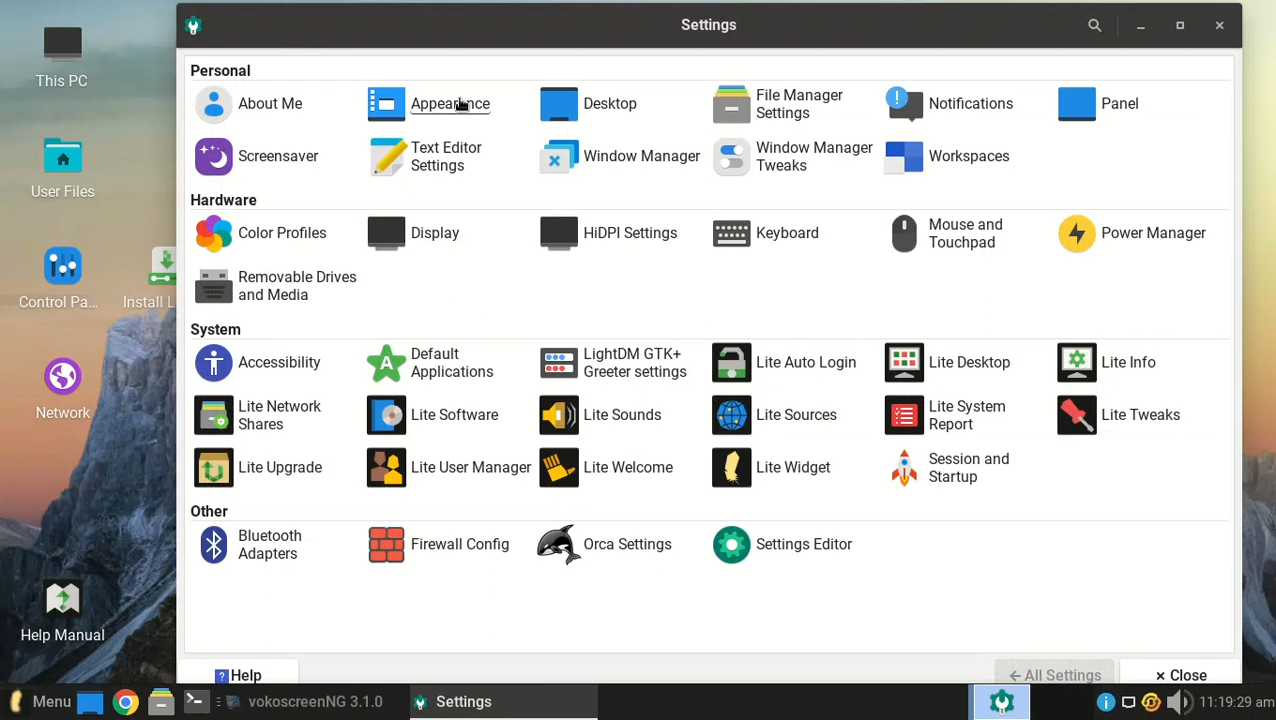 Settings
This PC
User Files
Control Pa...
Install L
Network
Help Manual
Personal
About Me
Appearance
Desktop
File Manager
Settings
Notifications
Panel
Screensaver
Text Editor
Settings
Window Manager
Window Manager
Tweaks
Workspaces
Hardware
Color Profiles
Display
HiDPI Settings
Keyboard
Mouse and
Touchpad
Power Manager
Removable Drives
and Media
System
Accessibility
Default
Applications
LightDM GTK+
Greeter settings
Lite Auto Login
Lite Desktop
Lite Info
Lite Network
Shares
Lite Software
Lite Sounds
Lite Sources
Lite System
Report
Lite Tweaks
Lite Upgrade
Lite User Manager
Lite Welcome
Lite Widget
Session and
Startup
Other
Bluetooth
Adapters
Firewall Config
Orca Settings
Settings Editor
Help
All Settings
Close
Menu
vokoscreenNG 3.1.0
Settings
11:19:29 am